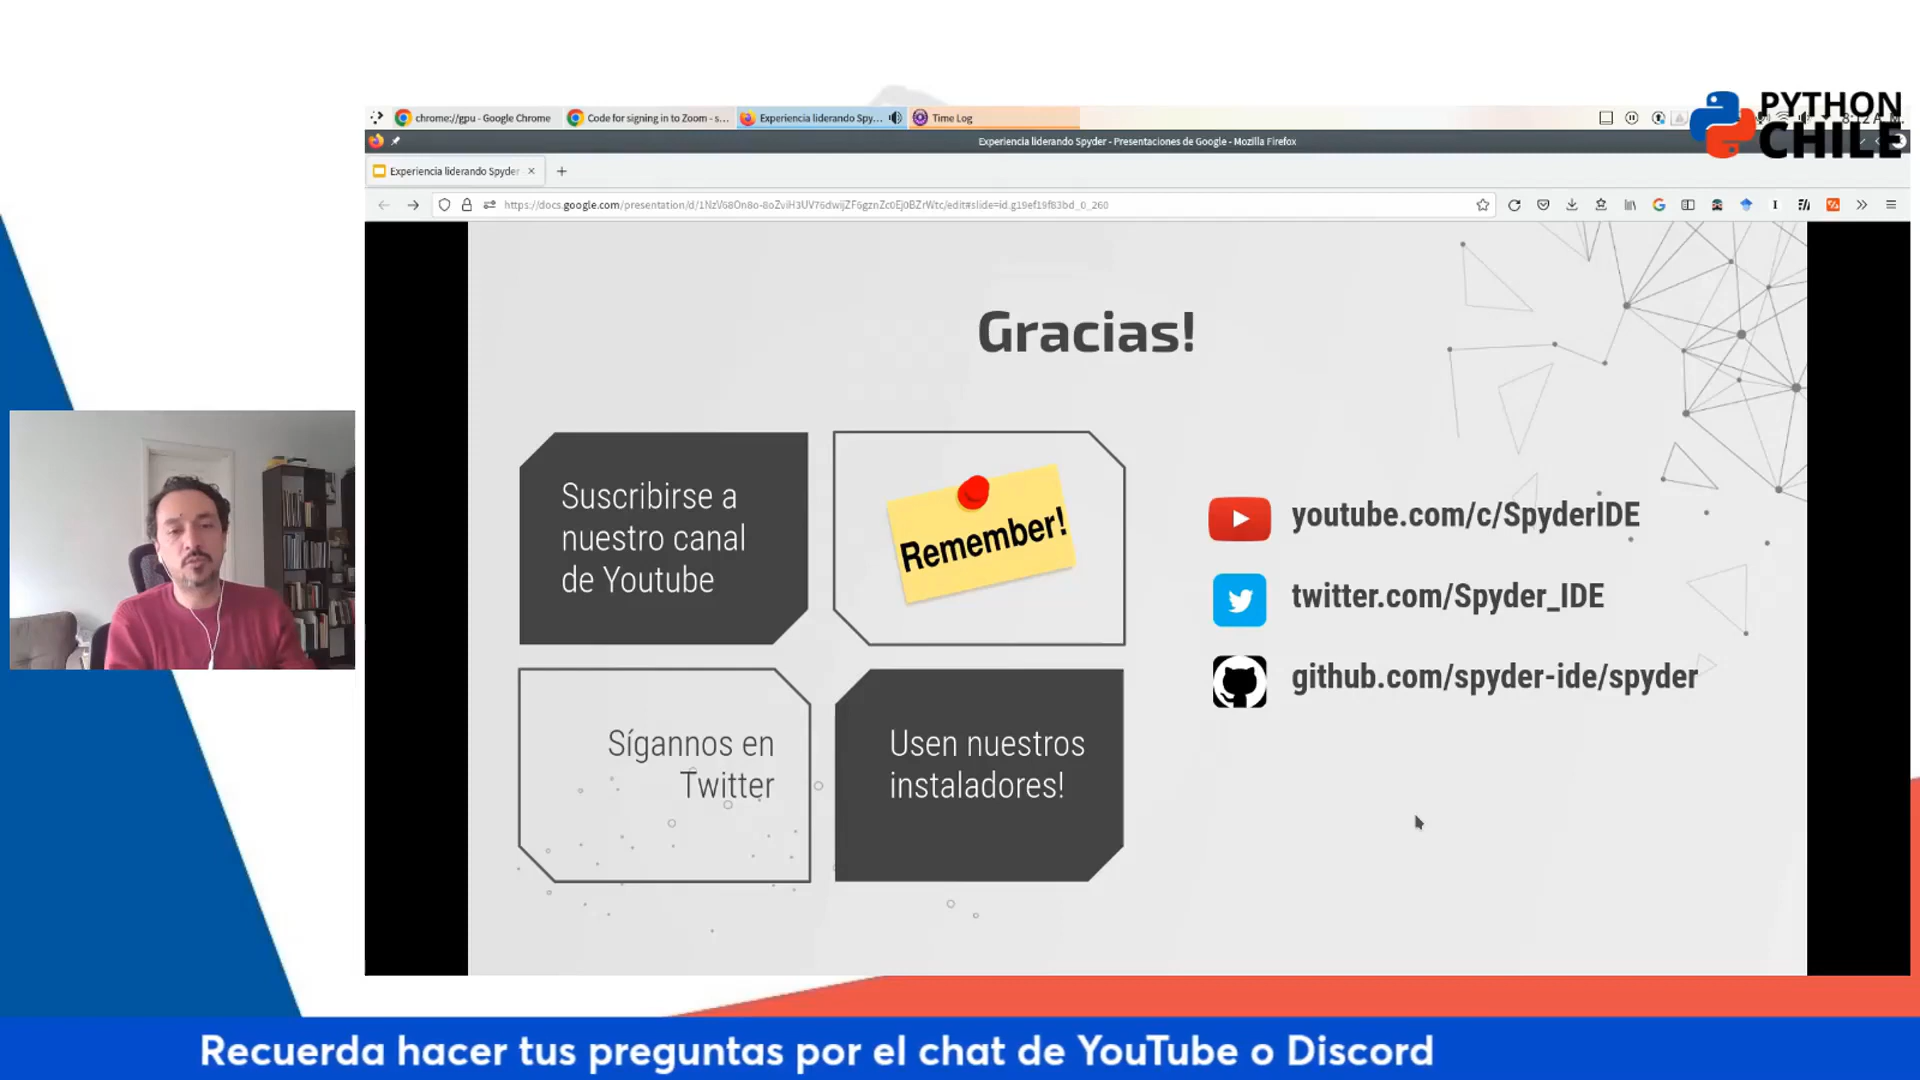 chrome://gpu - Google Chrome
Code for signing in to Zoom - s...
Experiencia liderando Spy...
Time Log
PYTHON
CHILE
Experiencia liderando Spyder - Presentaciones de Google - Mozilla Firefox
Experiencia liderando Spyder
Gracias!
Suscribirse a
nuestro canal
de Youtube
Remember!
Sígannos en
Twitter
Usen nuestros
instaladores!
youtube.com/c/SpyderIDE
twitter.com/Spyder_IDE
github.com/spyder-ide/spyder
Recuerda hacer tus preguntas por el chat de YouTube o Discord